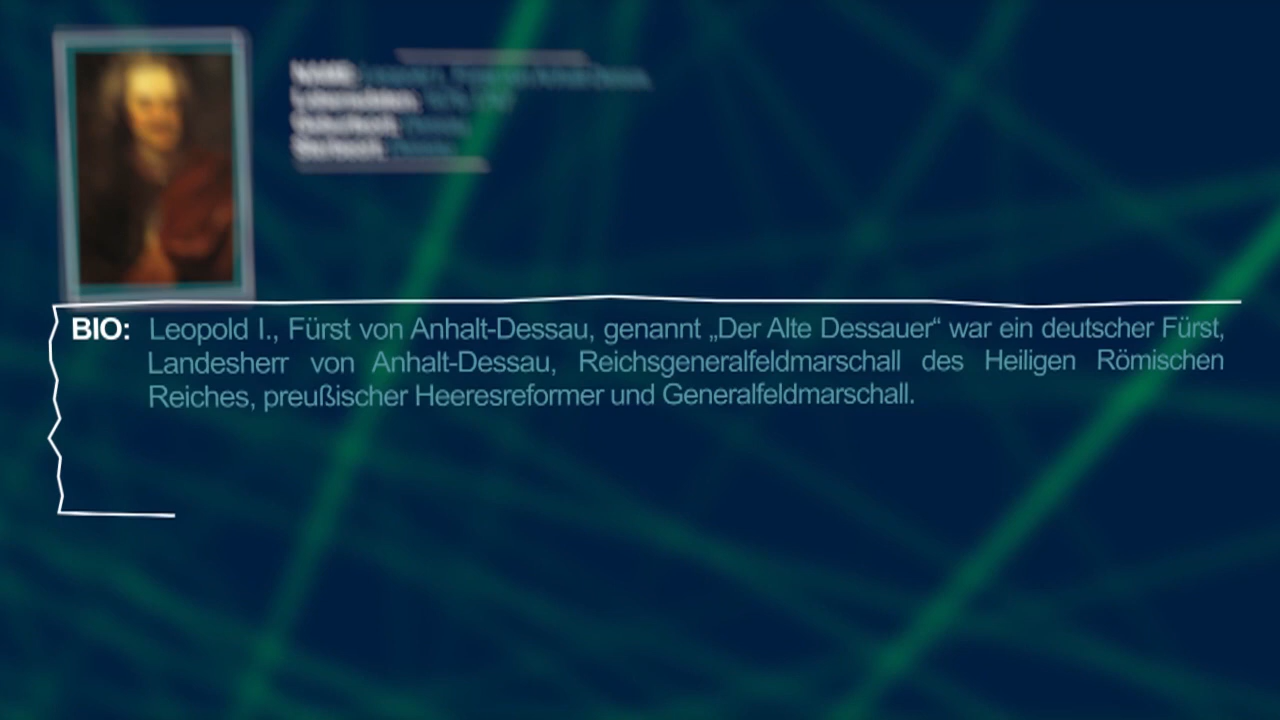 NAME:
BIO: Leopold I., Fürst von Anhalt-Dessau, genannt „Der Alte Dessauer“ war ein deutscher Fürst,
Landesherr von Anhalt-Dessau, Reichsgeneralfeldmarschall des Heiligen Römischen
Reiches, preußischer Heeresreformer und Generalfeldmarschall.